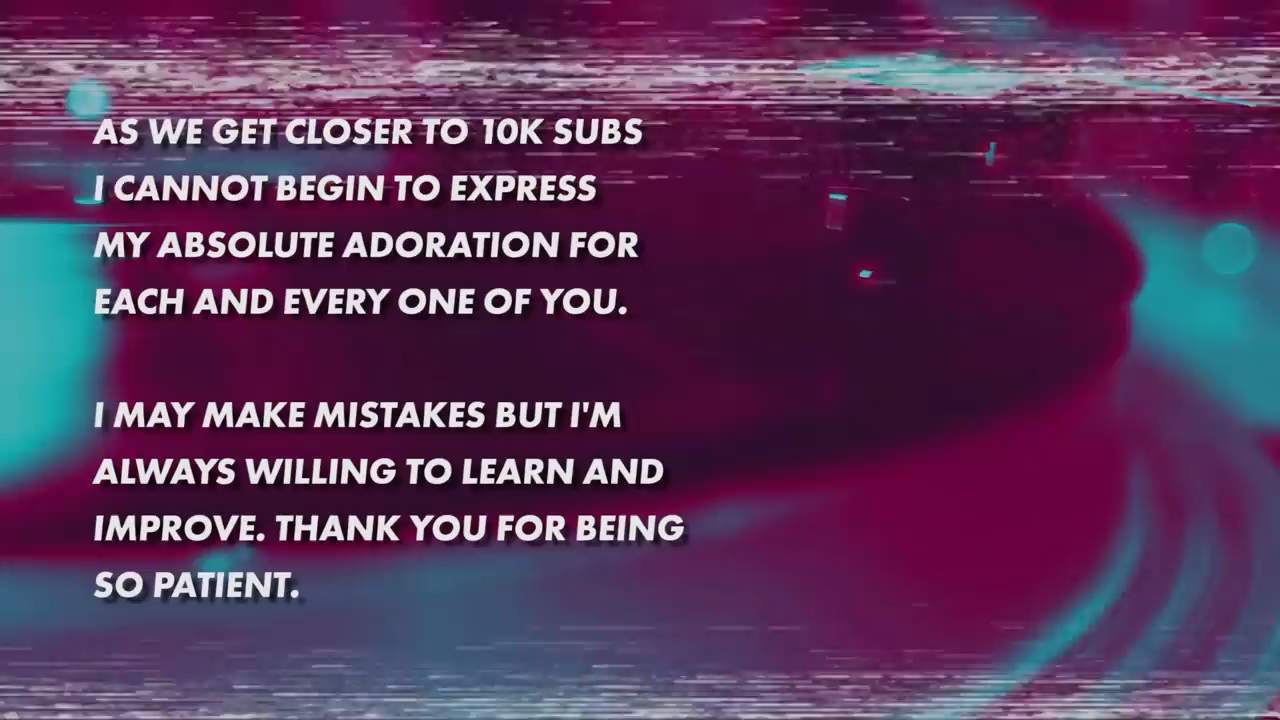 AS WE GET CLOSER TO 10K SUBS
I CANNOT BEGIN TO EXPRESS
MY ABSOLUTE ADORATION FOR
EACH AND EVERY ONE OF YOU.
I MAY MAKE MISTAKES BUT I'M
ALWAYS WILLING TO LEARN AND
IMPROVE. THANK YOU FOR BEING
SO PATIENT.